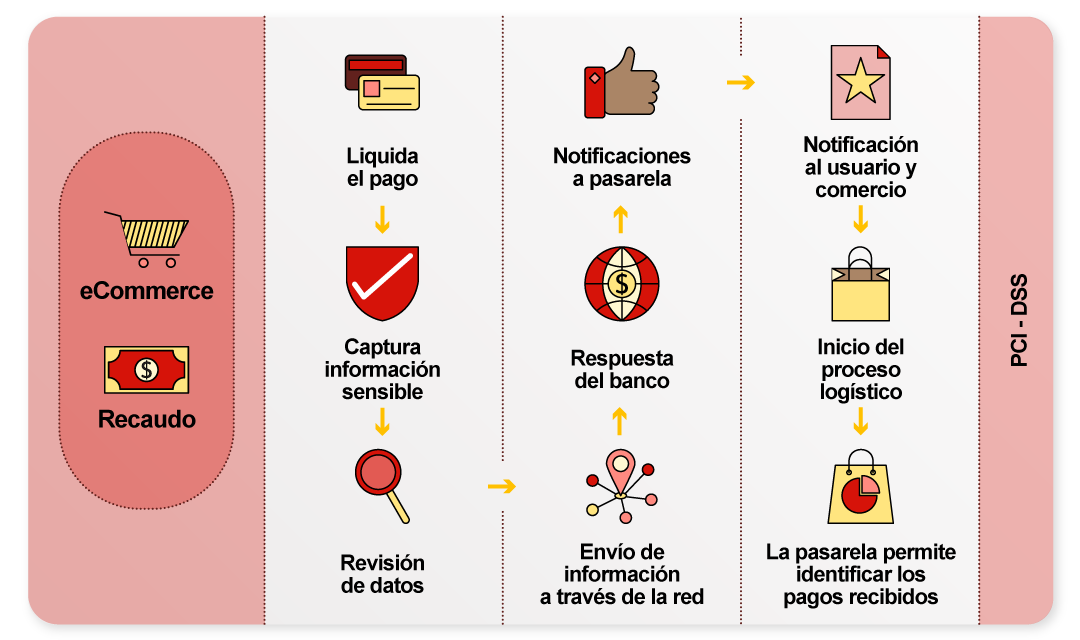 eCommerce
$
Recaudo
Liquida
el pago
Captura
información
sensible
Revisión
de datos
Notificaciones
a pasarela
$
Respuesta
del banco
Envío de
información
a través de la red
Notificación
al usuario y
comercio
Inicio del
proceso
logístico
La pasarela permite
identificar los
pagos recibidos
PCI - DSS